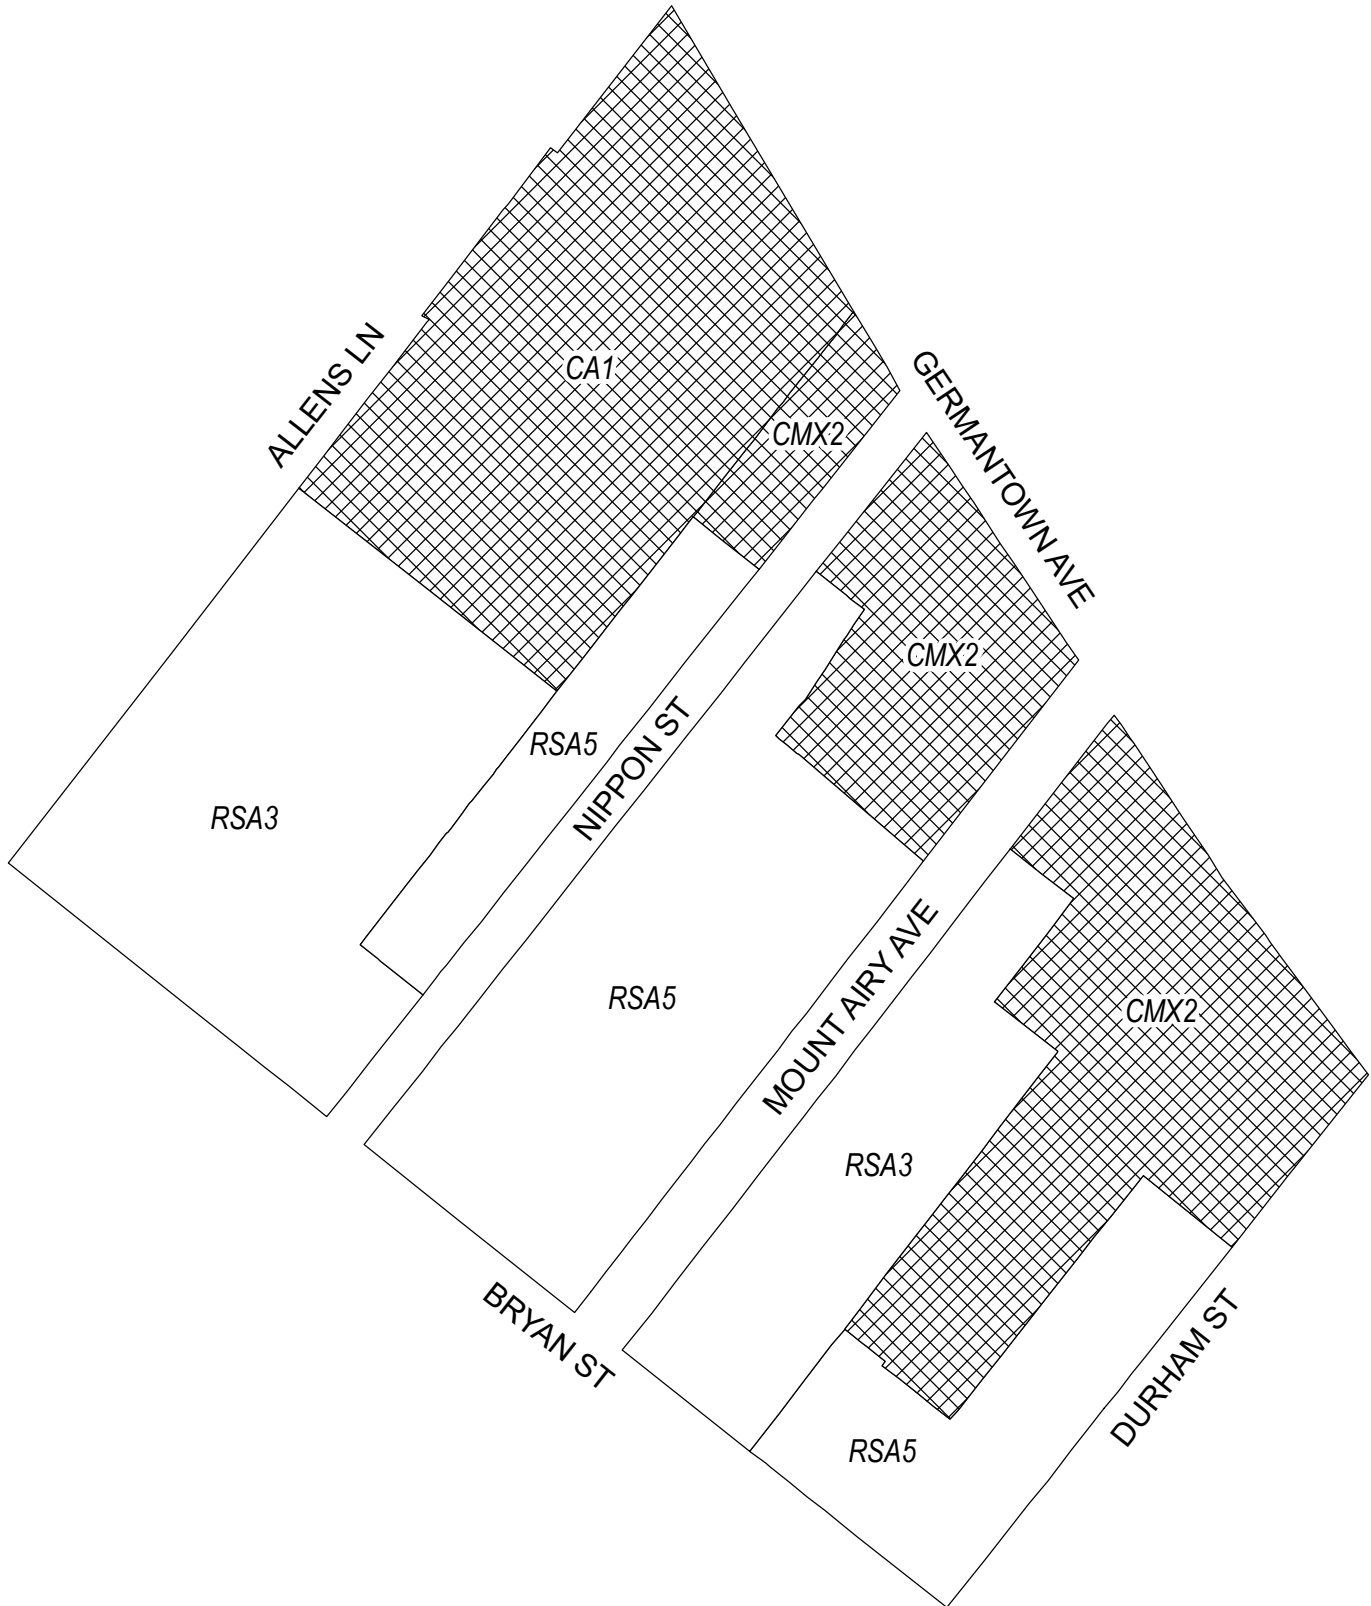 ALLENS LN
CA1
GERMANTOWN AVE
CMX2
CMX2
RSA5
NIPPON ST
RSA3
RSA5
MOUNT AIRY AVE
CMX2
RSA3
BRYAN ST
DURHAM ST
RSA5